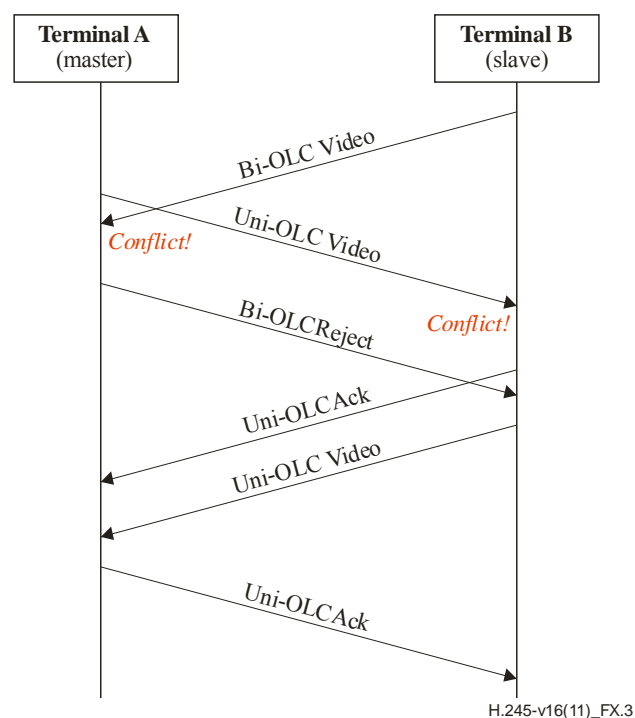 Terminal A
(master)
Terminal B
(slave)
Bi-OLC Video
Uni-OLC Video
Conflict!
Bi-OLCReject
Conflict!
Uni-OLCAck
Uni-OLC Video
Uni-OLCAck
H.245-v16(11)_FX.3